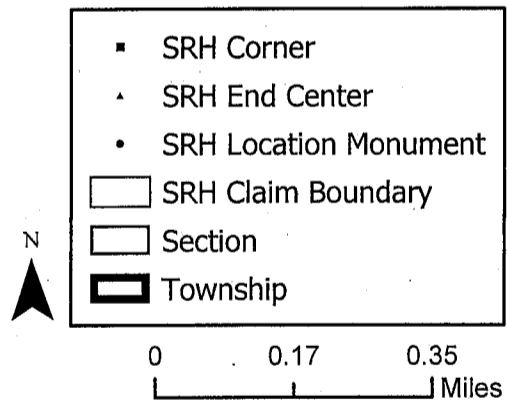 SRH Corner
SRH End Center
SRH Location Monument
SRH Claim Boundary
Section
N
Township
0 0.17 0.35
Miles